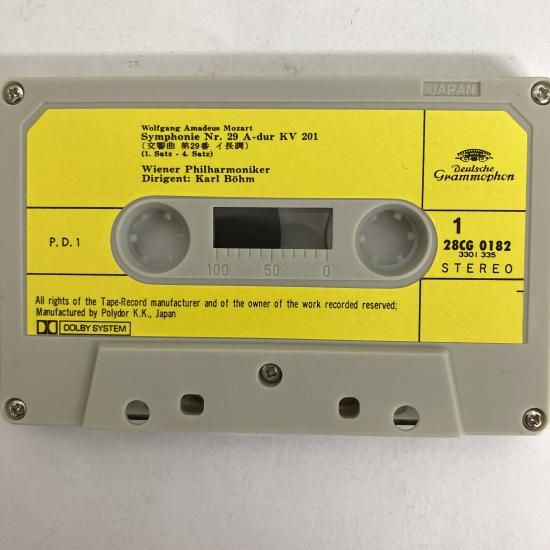 JAPAN
Wolfgang Amadeus Mozart
Symphonie Nr. 29 A-dur KV 201
(交響曲 第29番 イ長調)
(1. Satz - 4. Satz)
Wiener Philharmoniker
Dirigent: Karl Böhm
Deutsche
Grammophon
P.D.1
1
28CG 0182
3301 335
STEREO
100 50 0
All rights of the Tape-Record manufacturer and of the owner of the work recorded reserved;
Manufactured by Polydor K.K., Japan
DOLBY SYSTEM